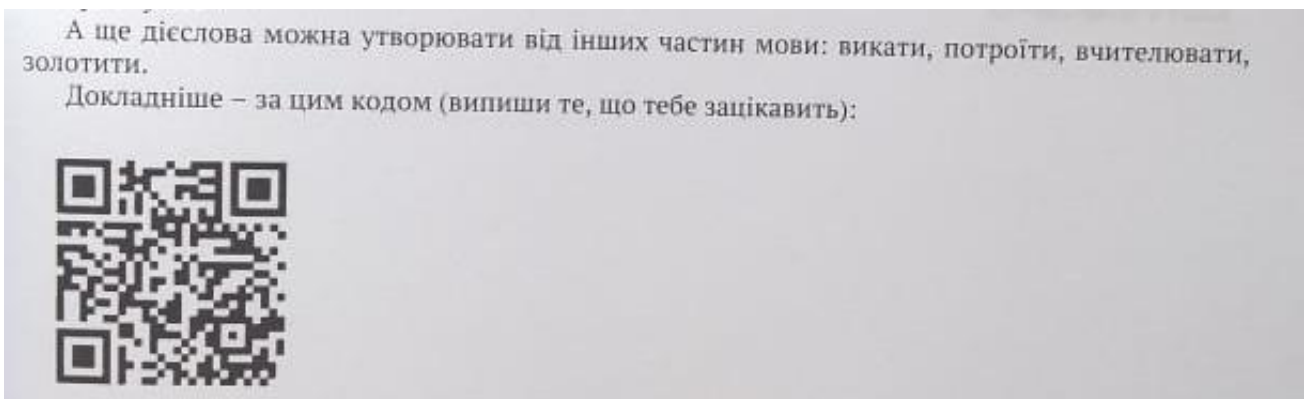 А ще дієслова можна утворювати від інших частин мови: викати, потроїти, вчителювати,
золотити.
Докладніше – за цим кодом (випиши те, що тебе зацікавить):